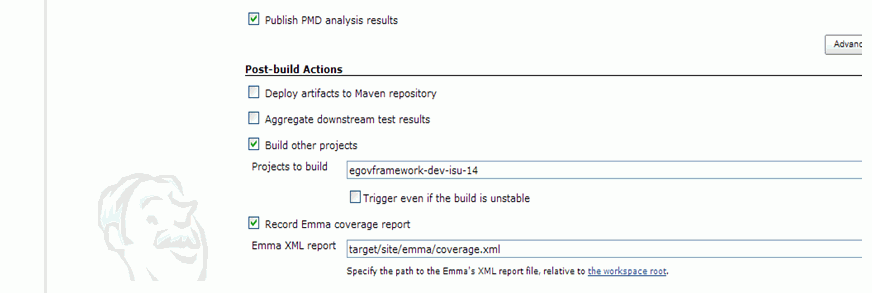 Publish PMD analysis results
Advanc
Post-build Actions
Deploy artifacts to Maven repository
Aggregate downstream test results
Build other projects
Projects to build egovframework-dev-isu-14
Trigger even if the build is unstable
Record Emma coverage report
Emma XML report target/site/emma/coverage.xml
Specify the path to the Emma's XML report file, relative to the workspace root.